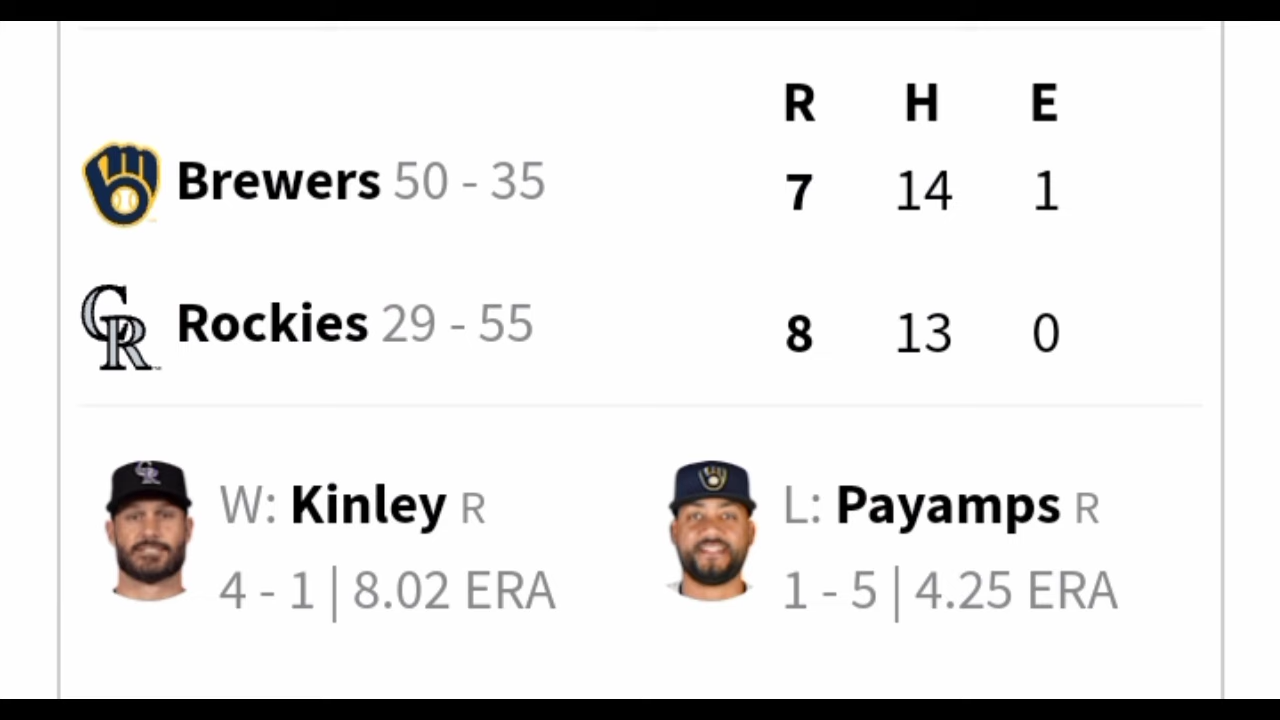 R H E
Brewers 50 - 35 7 14 1
Rockies 29 - 55 8 13 0
W: Kinley R L: Payamps R
4 - 1 | 8.02 ERA 1 - 5 | 4.25 ERA